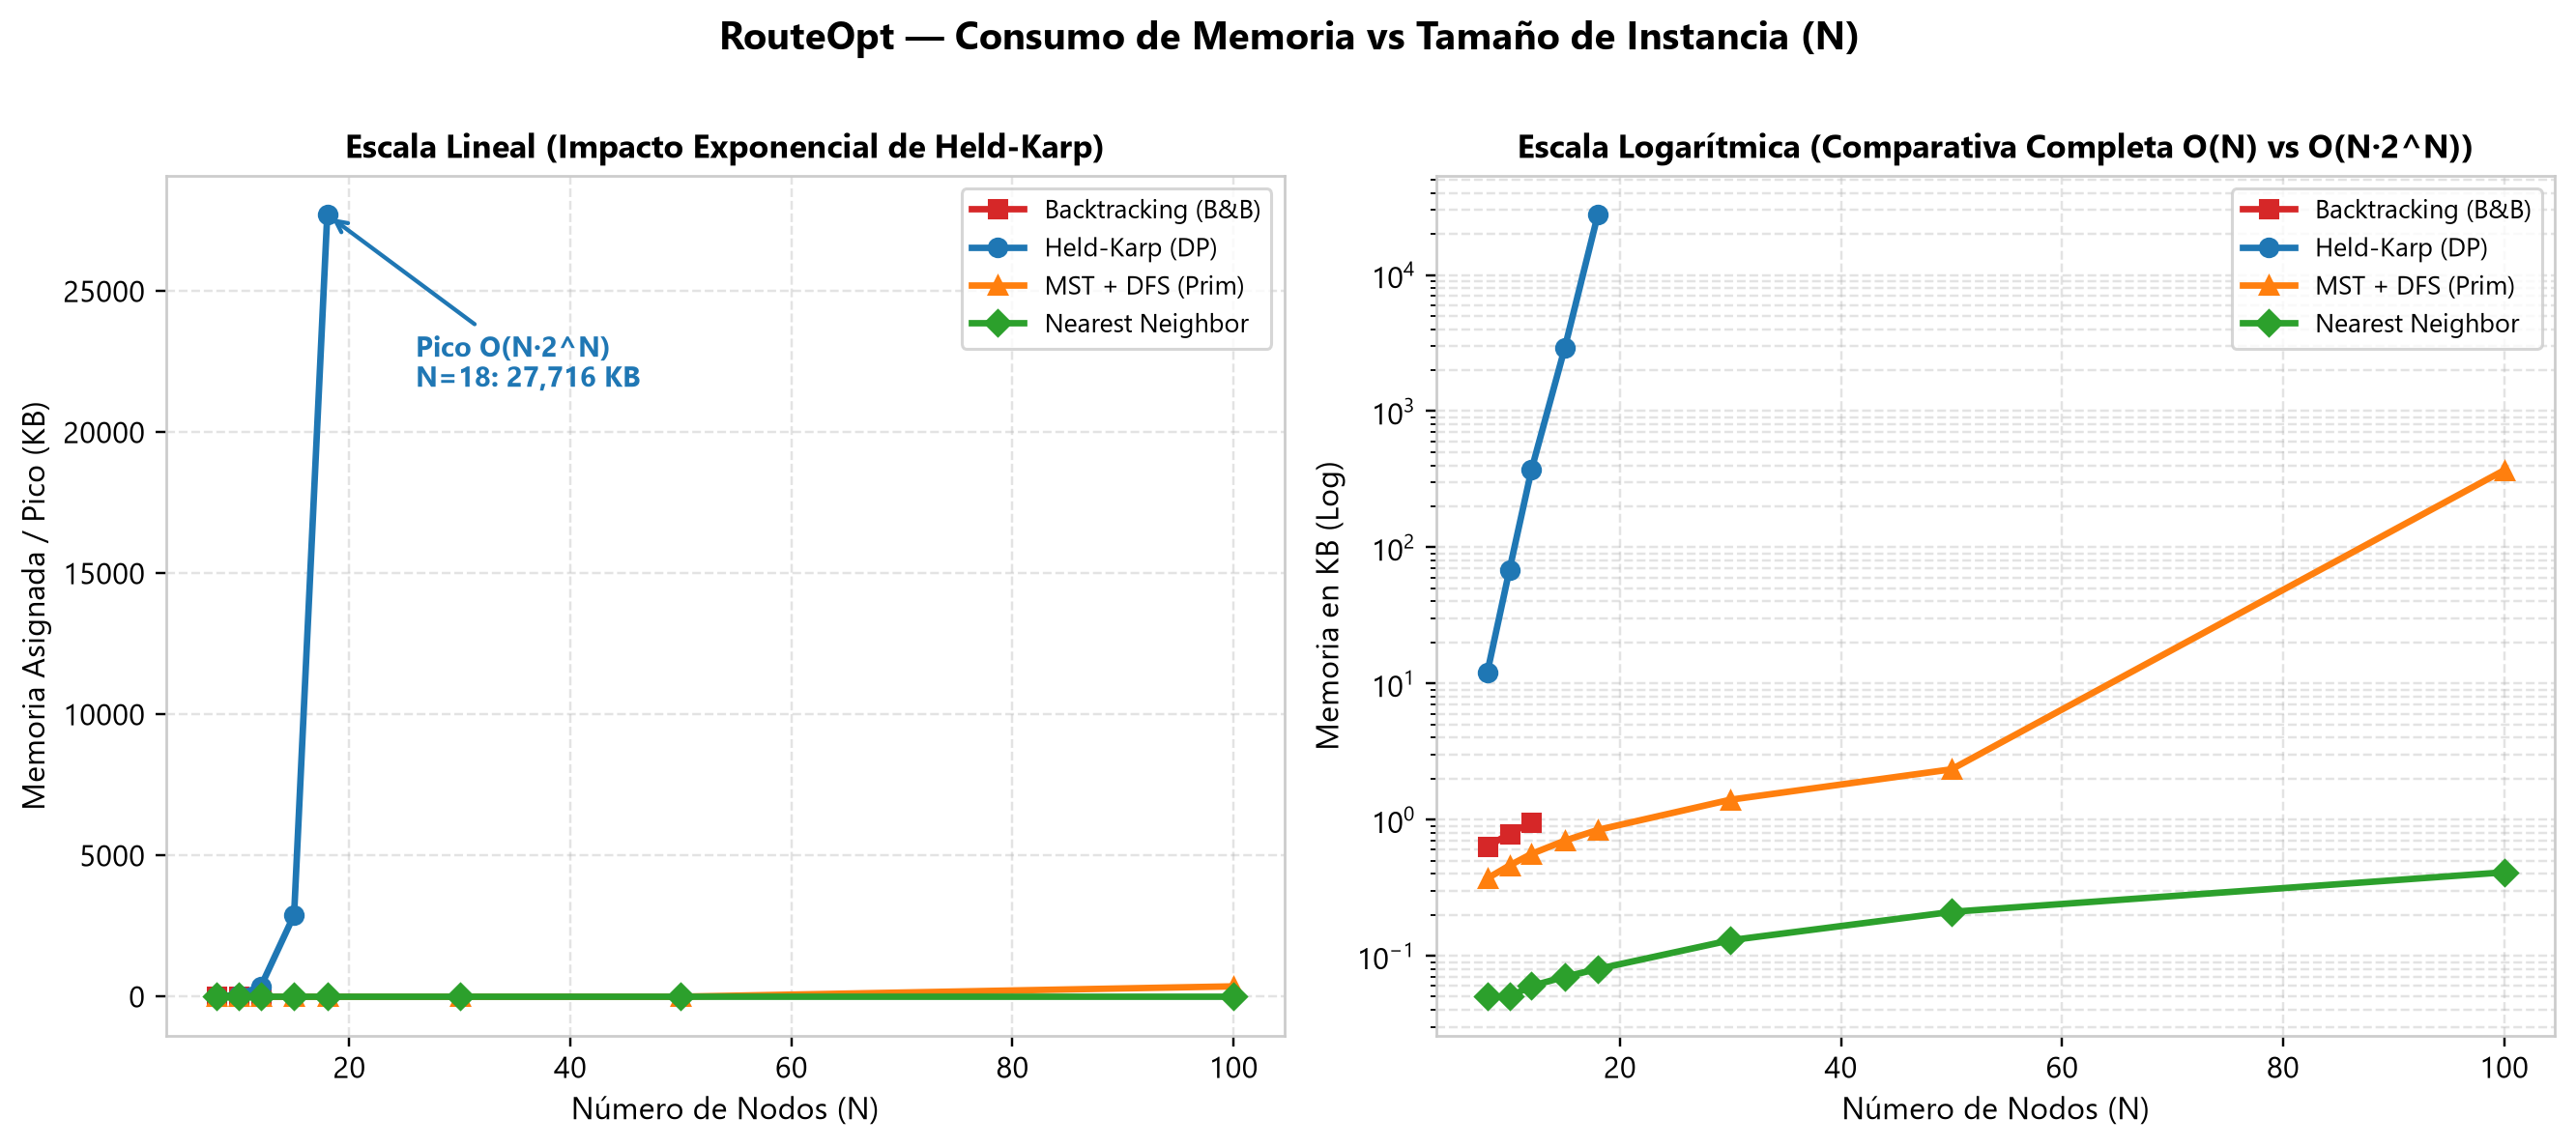 RouteOpt — Consumo de Memoria vs Tamaño de Instancia (N)
Escala Lineal (Impacto Exponencial de Held-Karp)
Memoria Asignada / Pico (KB)
25000
20000
15000
10000
5000
0
Backtracking (B&B)
Held-Karp (DP)
MST + DFS (Prim)
Nearest Neighbor
Pico O(N·2^N)
N=18: 27,716 KB
20 40 60 80 100
Número de Nodos (N)
Escala Logarítmica (Comparativa Completa O(N) vs O(N·2^N))
Memoria en KB (Log)
10⁴
10³
10²
10¹
10⁰
10⁻¹
Backtracking (B&B)
Held-Karp (DP)
MST + DFS (Prim)
Nearest Neighbor
20 40 60 80 100
Número de Nodos (N)